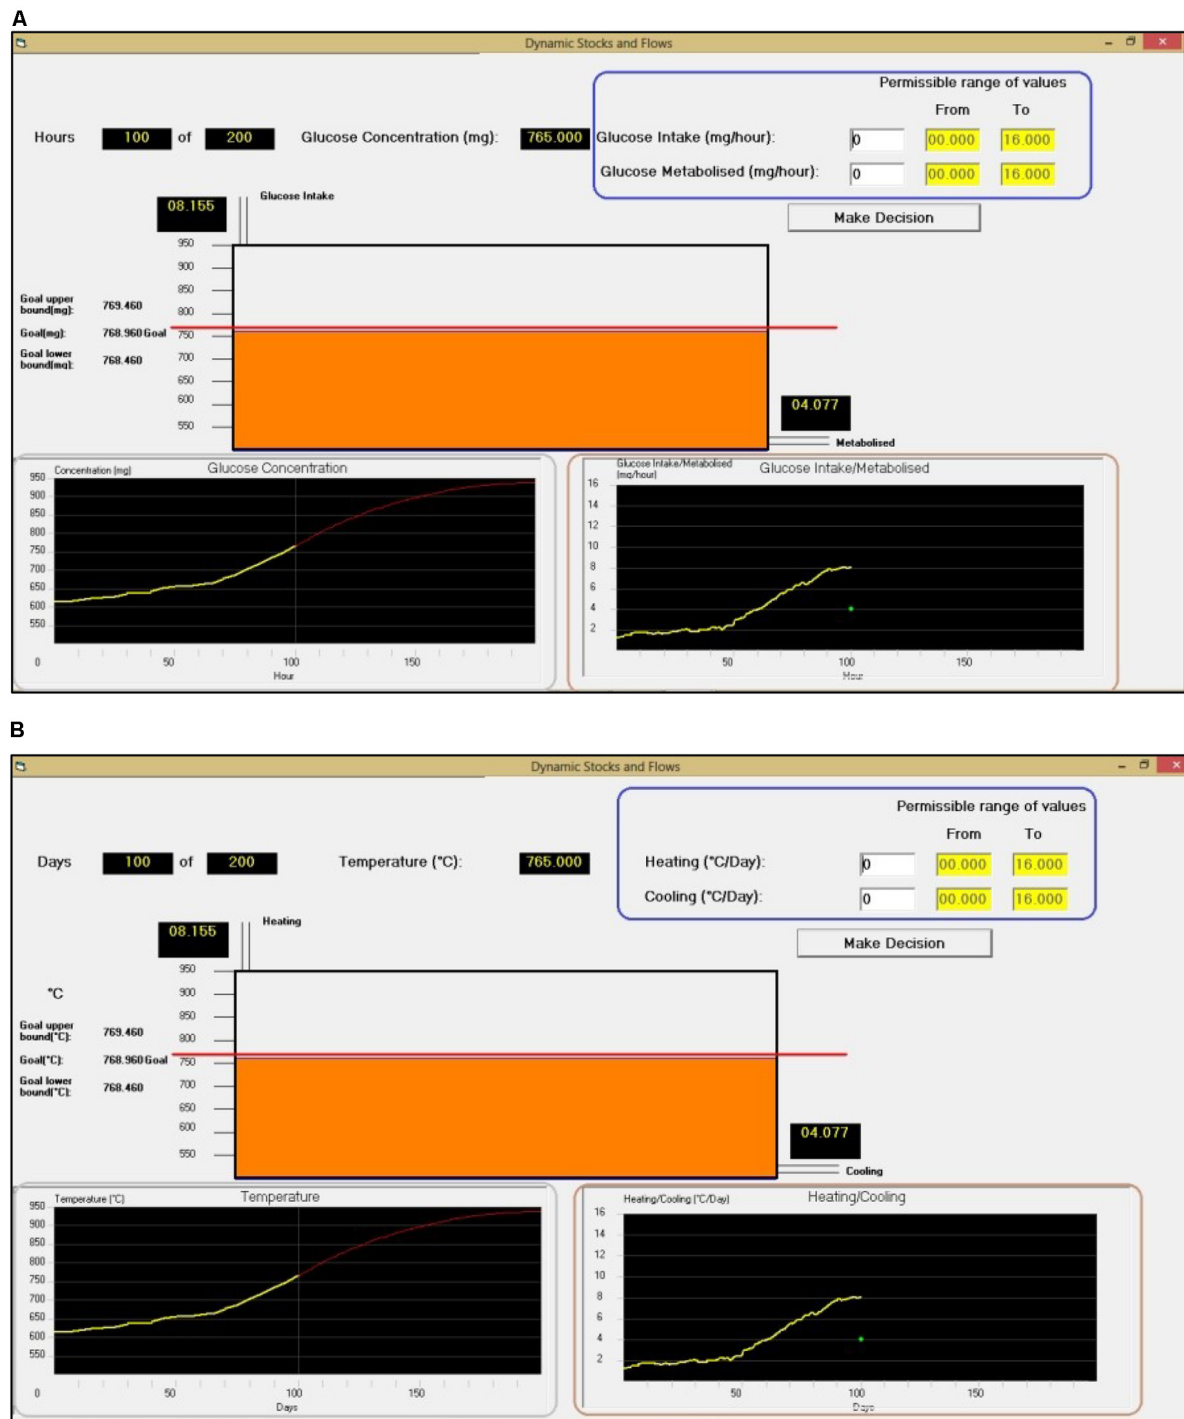 A
Dynamic Stocks and Flows
Permissible range of values
From To
Hours 100 of 200 Glucose Concentration (mg): 765.000 Glucose Intake (mg/hour): 0 00.000 16.000
Glucose Metabolised (mg/hour): 0 00.000 16.000
08.155 Glucose Intake
Make Decision
950
900
850
800
750
700
650
600
550
Goal upper
bound(mg): 769.460
Goal(mg): 768.960 Goal
Goal lower
bound(mg): 768.460
04.077
Metabolised
Concentration (mg) Glucose Concentration
950
900
850
800
750
700
650
600
550
0 50 100 150
Hour
Glucose Intake/Metabolised
(mg/hour)
Glucose Intake/Metabolised
16
14
12
10
8
6
4
2
50 100 150
Hour
B
Dynamic Stocks and Flows
Permissible range of values
From To
Days 100 of 200 Temperature (°C): 765.000 Heating (°C/Day): 0 00.000 16.000
Cooling (°C/Day): 0 00.000 16.000
08.155 Heating
Make Decision
950
900
850
800
750
700
650
600
550
°C
Goal upper
bound(°C): 769.460
Goal(°C): 768.960 Goal
Goal lower
bound(°C): 768.460
04.077
Cooling
Temperature (°C) Temperature
950
900
850
800
750
700
650
600
550
0 50 100 150
Days
Heating/Cooling (°C/Day) Heating/Cooling
16
14
12
10
8
6
4
2
50 100 150
Days